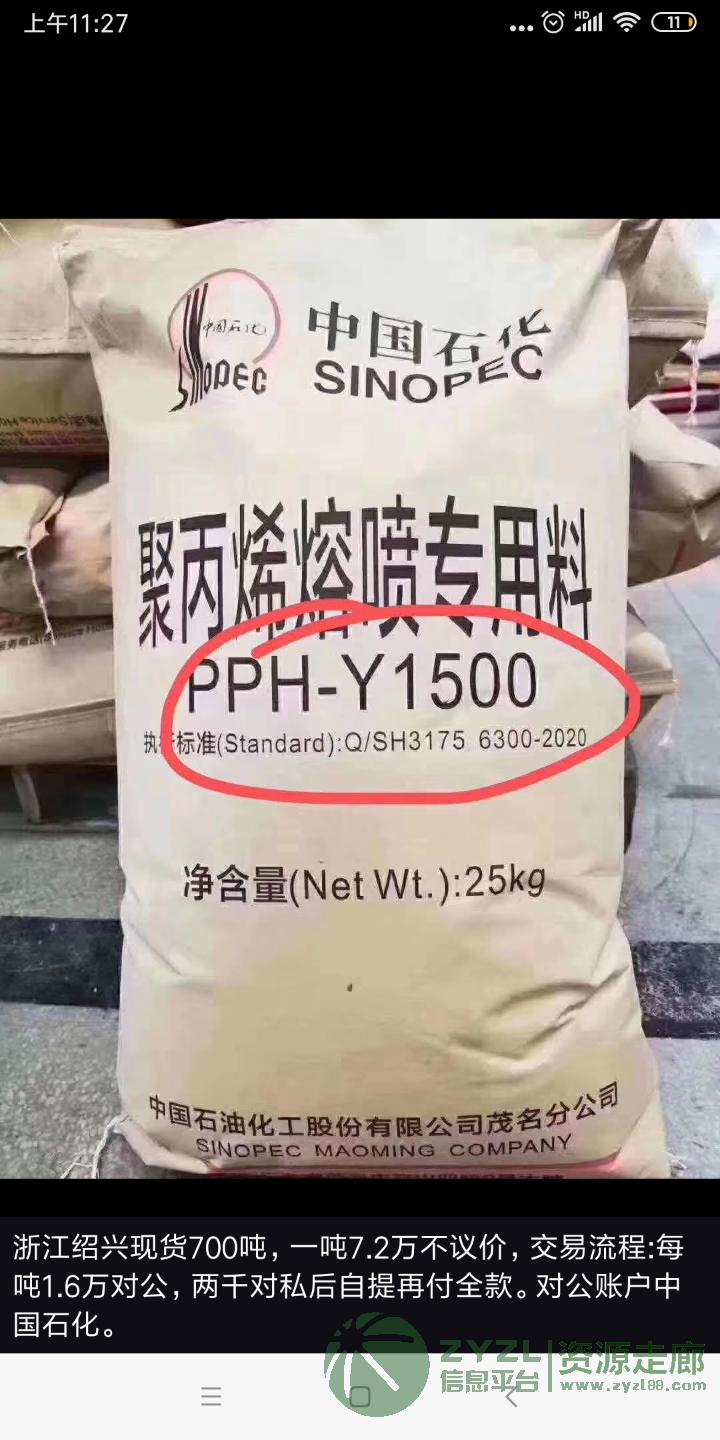 上午11:27
HD
11
中国石化
SINOPEC
中国石化
SINOPEC
聚丙烯熔喷专用料
PPH-Y1500
执行标准(Standard):Q/SH3175 6300-2020
净含量(Net Wt.):25kg
中国石油化工股份有限公司茂名分公司
SINOPEC MAOMING COMPANY
浙江绍兴现货700吨，一吨7.2万不议价，交易流程:每
吨1.6万对公，两千对私后自提再付全款。对公账户中
国石化。
ZYZL 资源走廊
信息平台 www.zyzl88.com